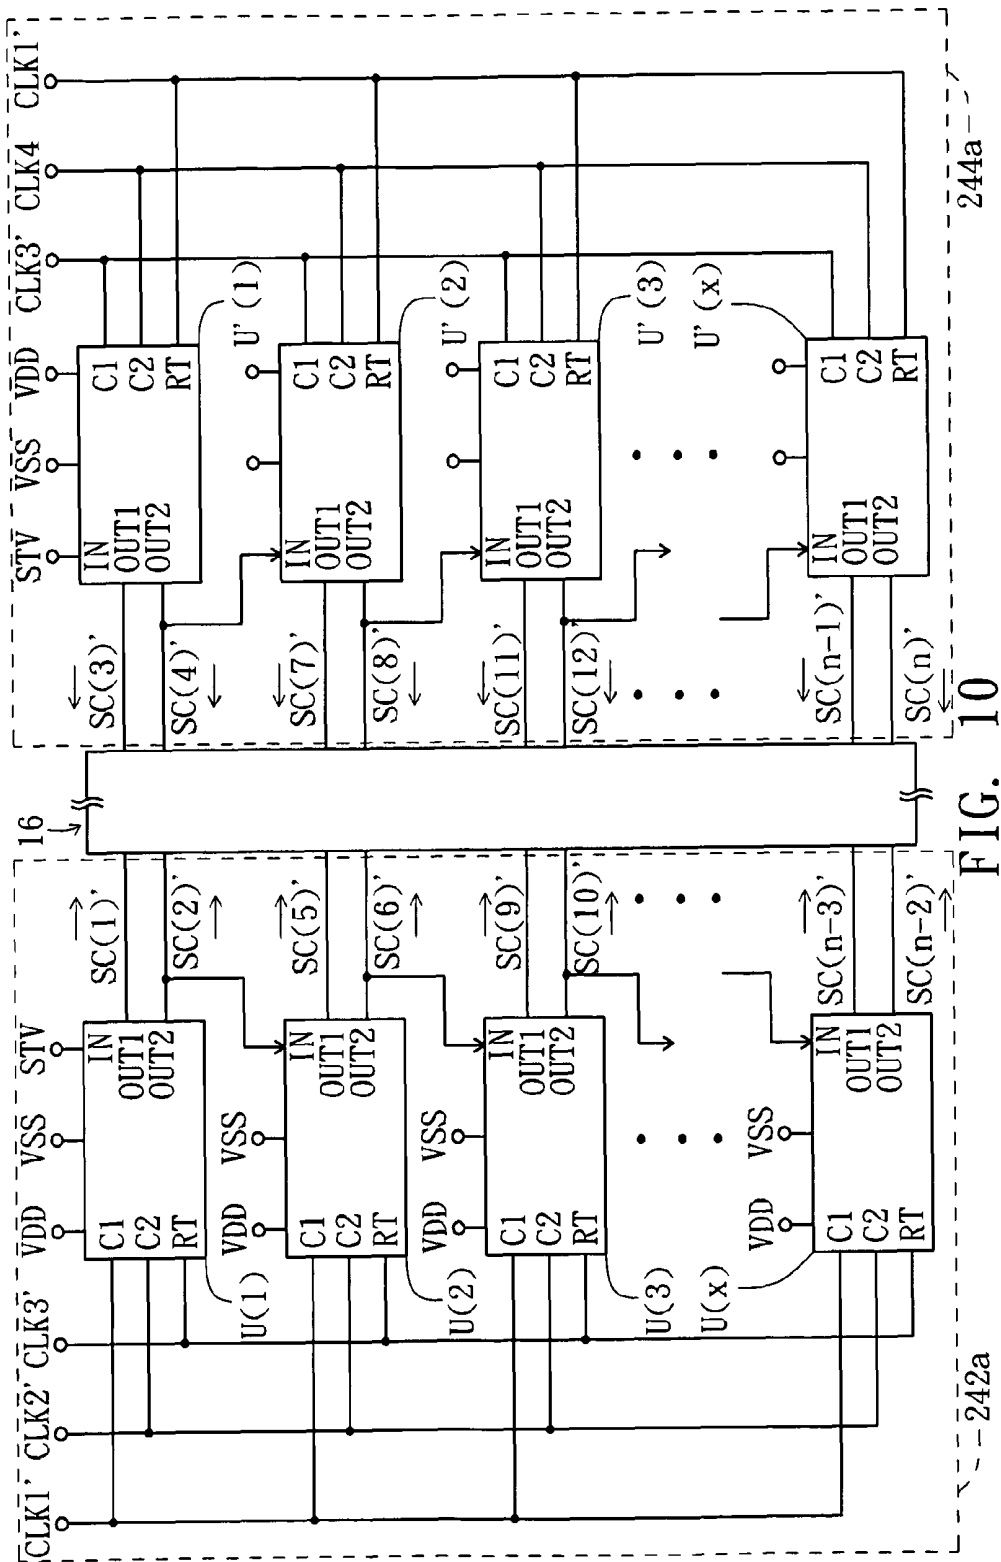 CLK1' CLK2' CLK3' VDD VSS STV
C1 C2 RT IN OUT1 OUT2
U(1)
SC(1)'
SC(2)'
VDD VSS
C1 C2 RT IN OUT1 OUT2
U(2)
SC(5)'
SC(6)'
VDD VSS
C1 C2 RT IN OUT1 OUT2
U(3)
SC(9)'
SC(10)'
U(x)
VDD VSS
C1 C2 RT IN OUT1 OUT2
SC(n-3)'
SC(n-2)'
242a
16
STV VSS VDD CLK3' CLK4 CLK1'
IN OUT1 OUT2 C1 C2 RT
U'(1)
SC(3)'
SC(4)'
IN OUT1 OUT2 C1 C2 RT
U'(2)
SC(7)'
SC(8)'
IN OUT1 OUT2 C1 C2 RT
U'(3)
SC(11)'
SC(12)'
U'(x)
IN OUT1 OUT2 C1 C2 RT
SC(n-1)'
SC(n)'
244a
FIG. 10